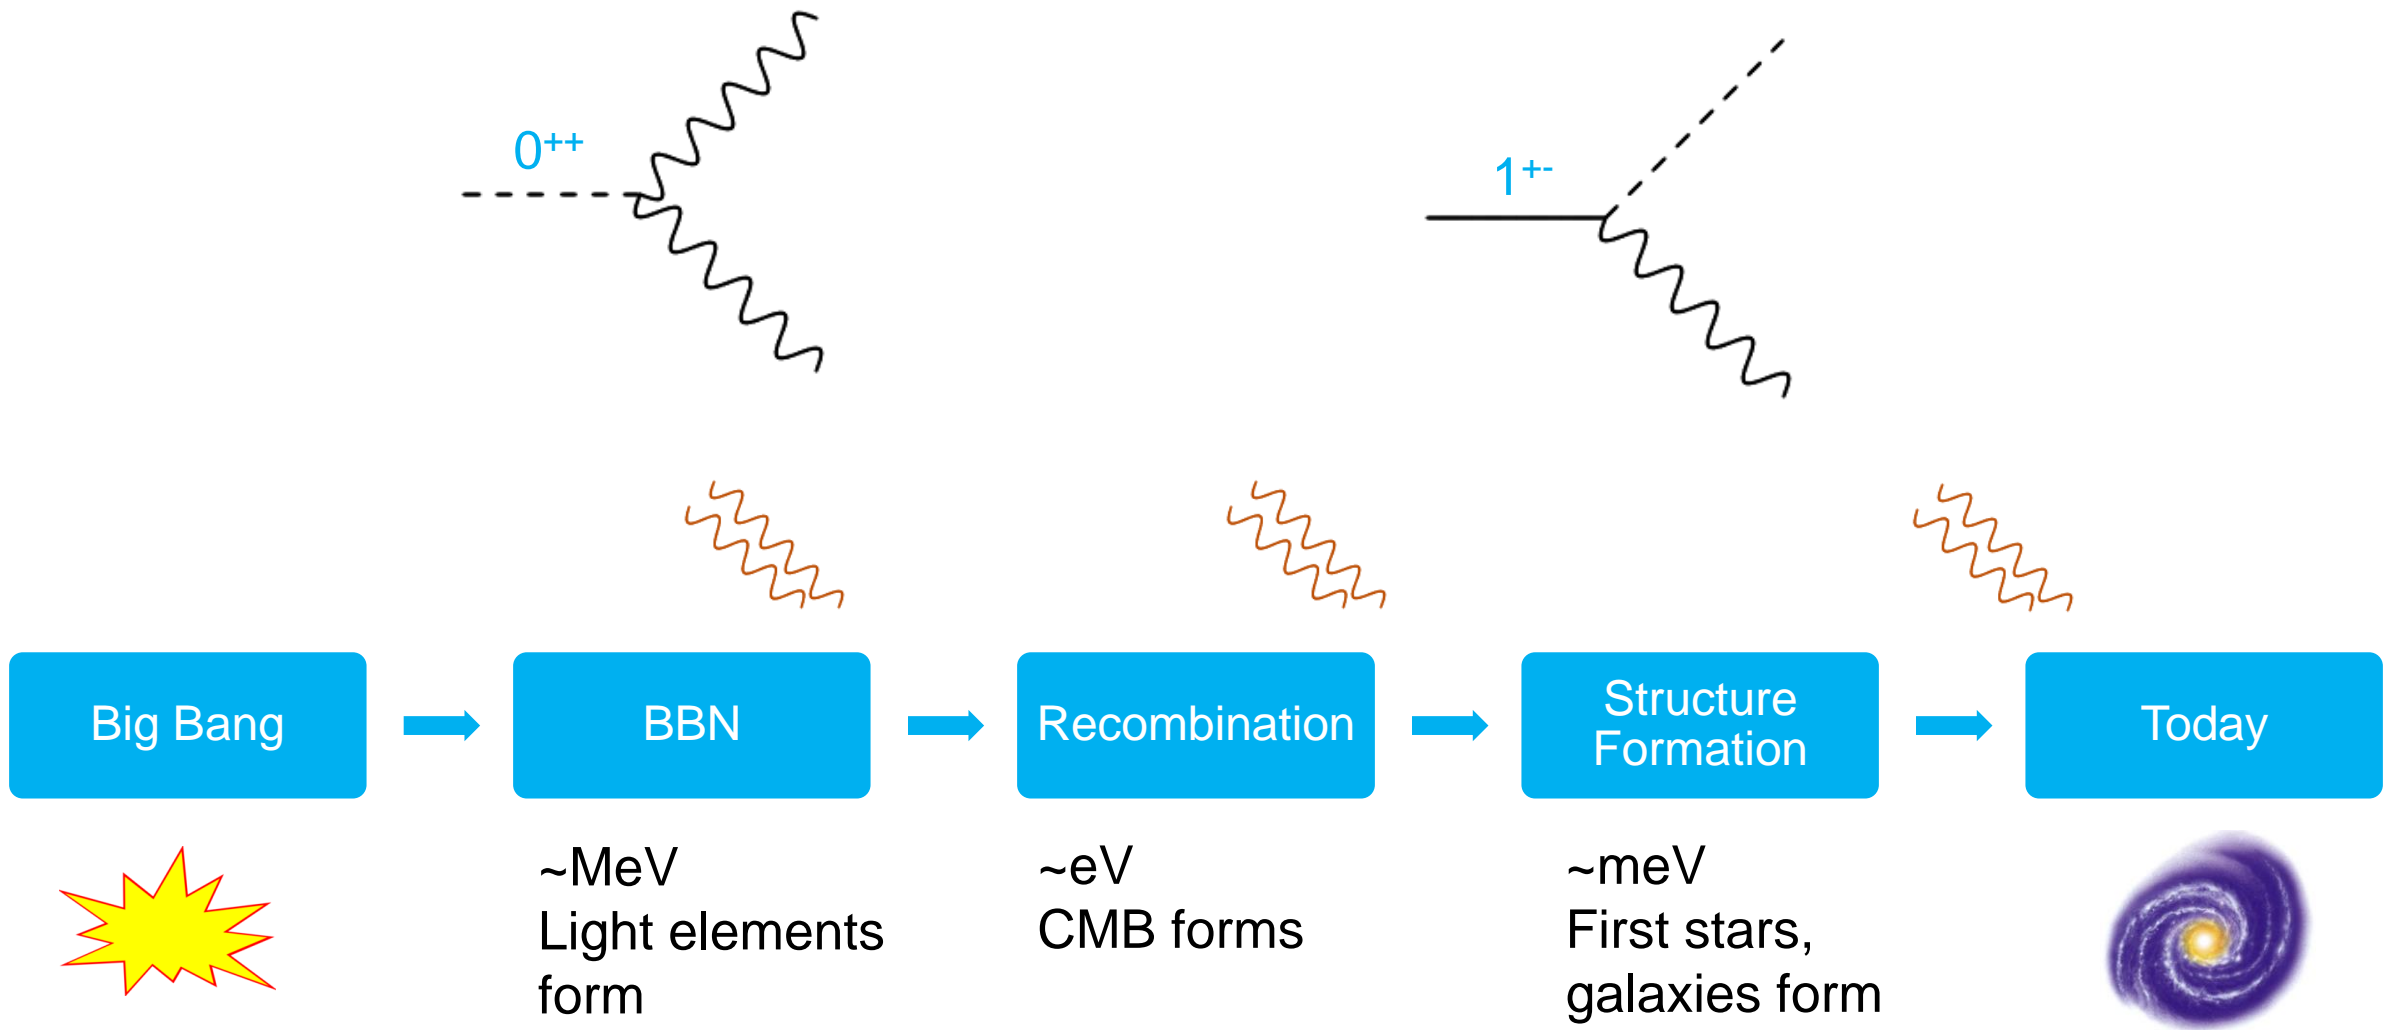 0⁺⁺
1⁺⁻
Big Bang
BBN
Recombination
Structure
Formation
Today
~MeV
Light elements
form
~eV
CMB forms
~meV
First stars,
galaxies form